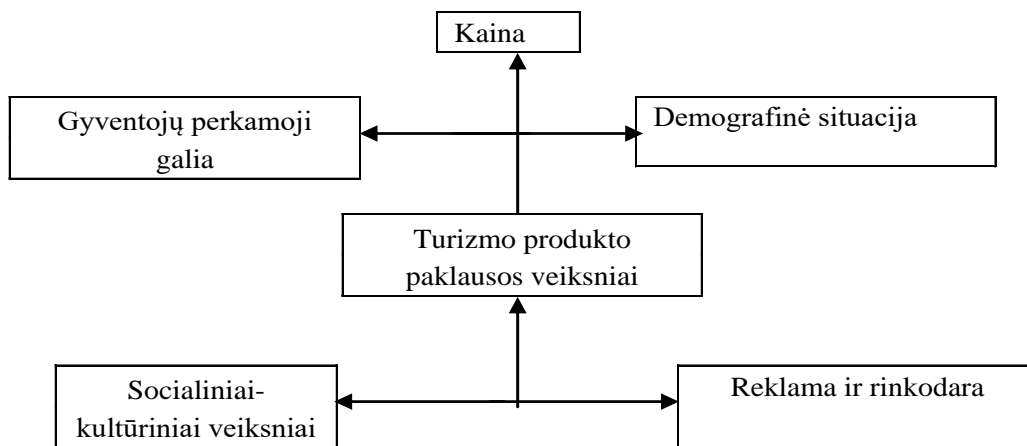 Kaina
Gyventojų perkamoji
galia
Demografinė situacija
Turizmo produkto
paklausos veiksniai
Socialiniai-
kultūriniai veiksniai
Reklama ir rinkodara